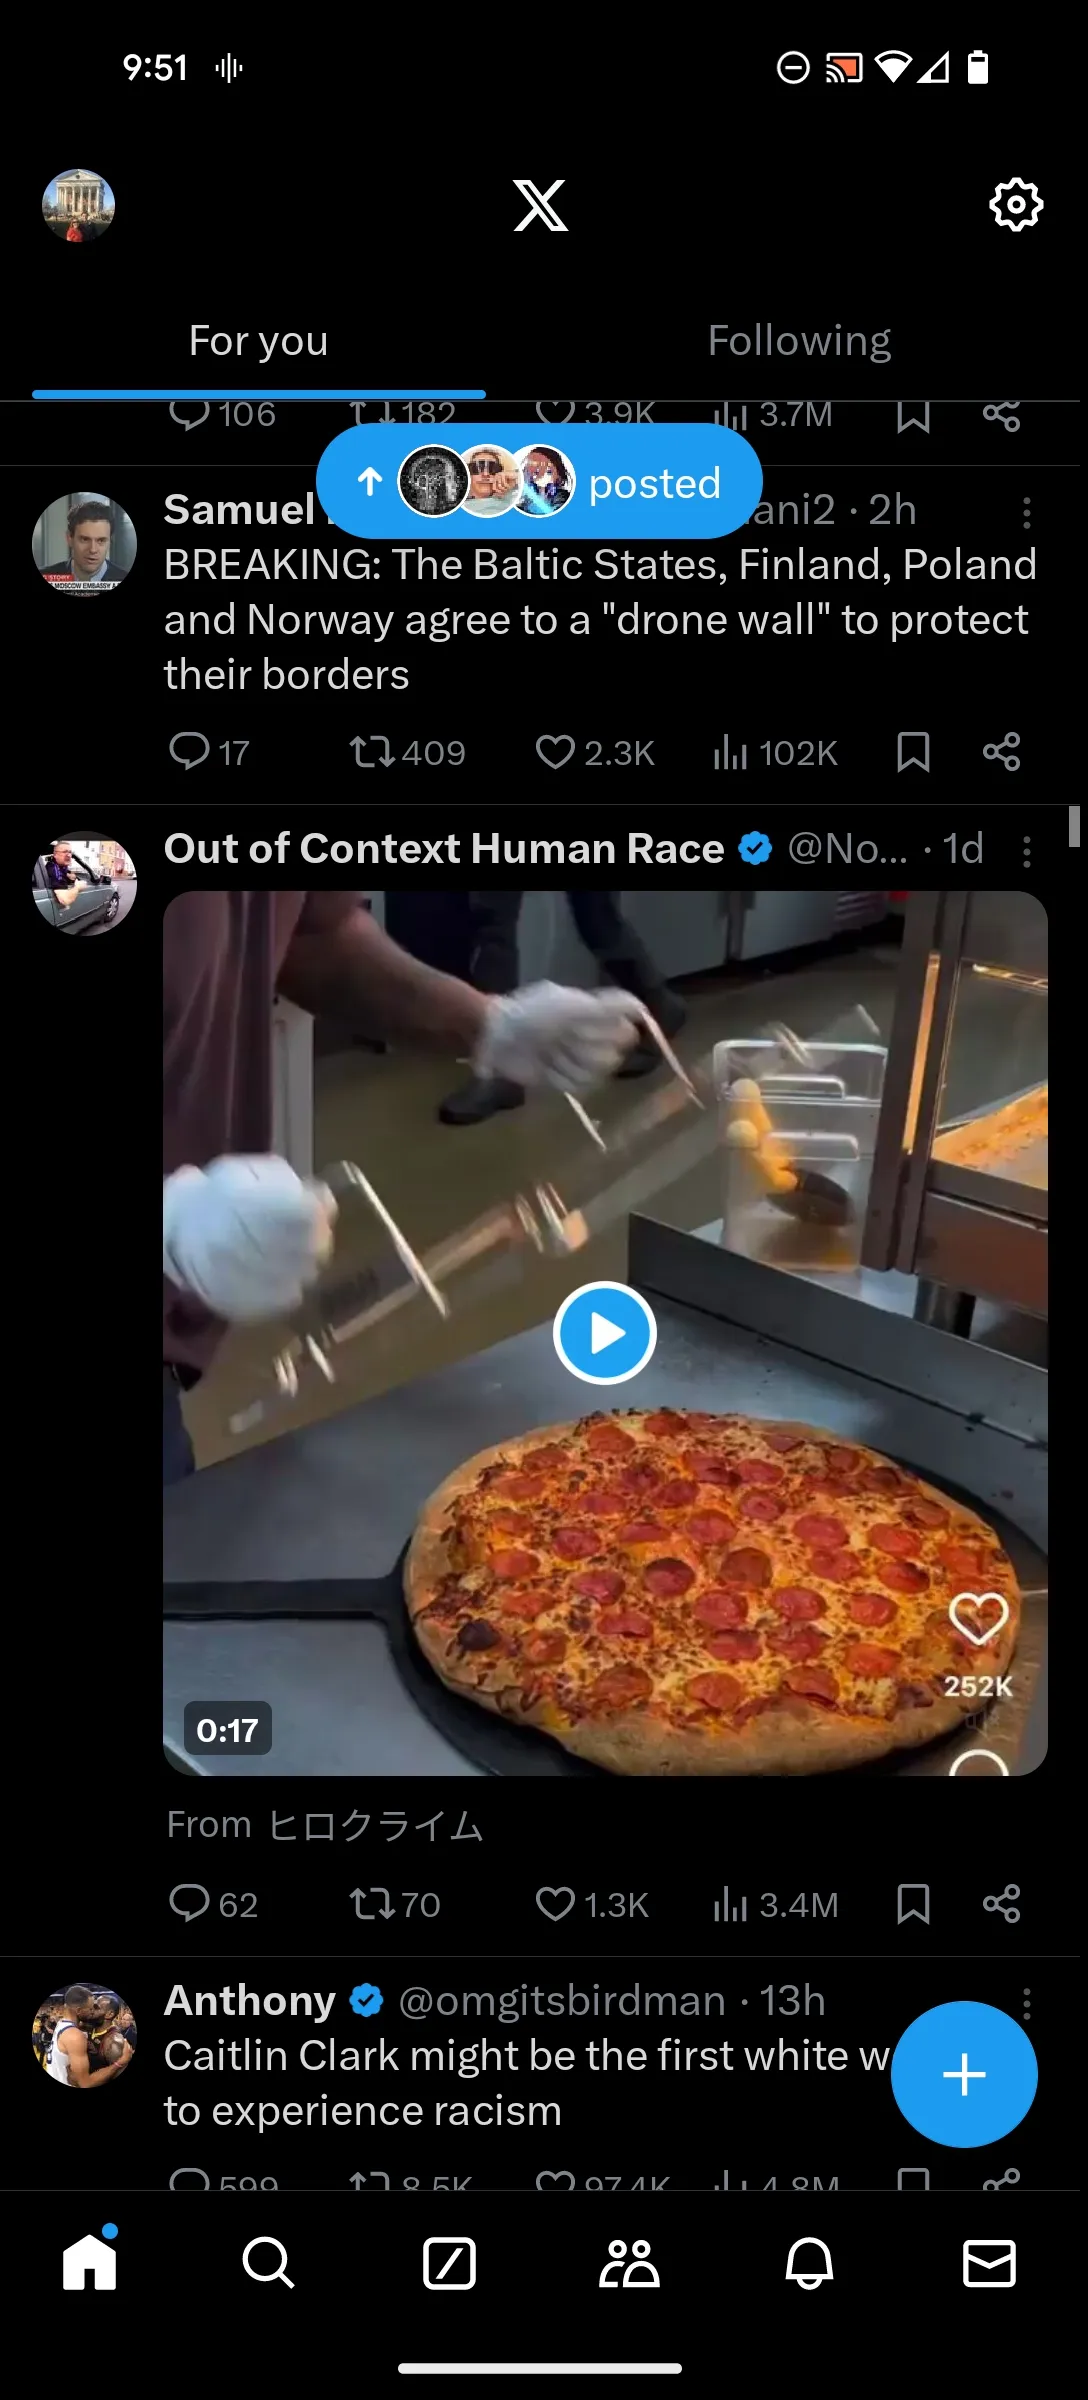 9:51
For you
Following
106 182 3.9K 3.7M
posted
Samuel ani2 · 2h
BREAKING: The Baltic States, Finland, Poland
and Norway agree to a "drone wall" to protect
their borders
17 409 2.3K 102K
Out of Context Human Race @No... · 1d
252K
0:17
From ヒロクライム
62 70 1.3K 3.4M
Anthony @omgitsbirdman · 13h
Caitlin Clark might be the first white w
to experience racism
599 8.5K 97.4K 4.8M